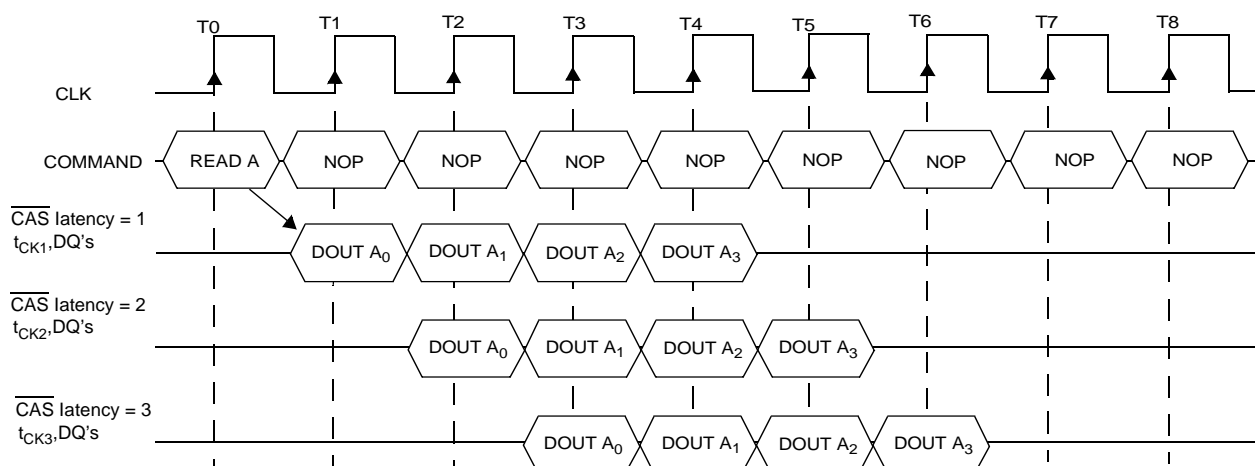 T0 T1 T2 T3 T4 T5 T6 T7 T8
CLK
COMMAND READ A NOP NOP NOP NOP NOP NOP NOP NOP
CAS latency = 1
tCK1,DQ's DOUT A0 DOUT A1 DOUT A2 DOUT A3
CAS latency = 2
tCK2,DQ's DOUT A0 DOUT A1 DOUT A2 DOUT A3
CAS latency = 3
tCK3,DQ's DOUT A0 DOUT A1 DOUT A2 DOUT A3